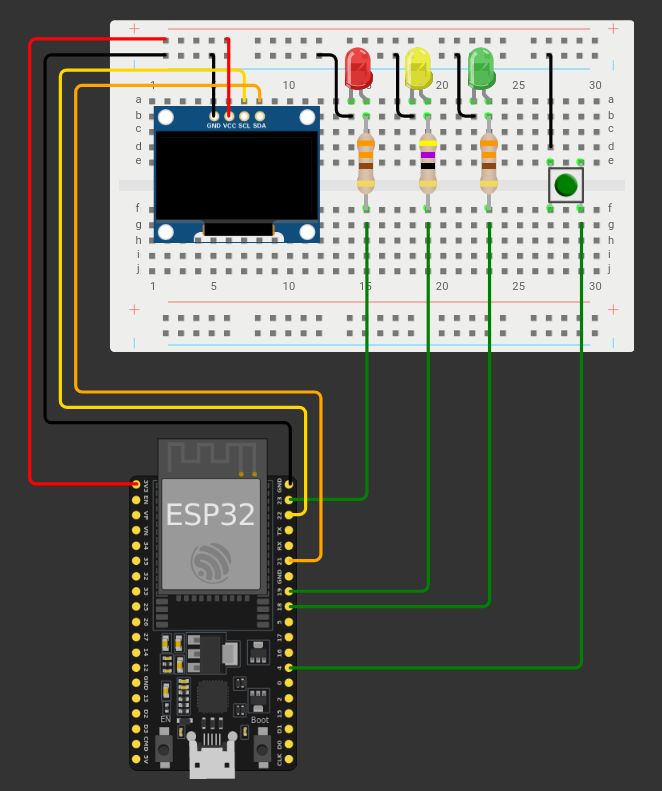 1 10 20 25 30
a a
b b
GND VCC SCL SDA
c c
d d
e e
f f
g g
h h
i i
j j
1 5 10 15 20 25 30
ESP32
3V3 GND
EN 23
VP 22
VN TX
34 RX
35 21
32 GND
33 19
25 18
26 5
27 17
14 16
12 4
GND 0
13 2
D2 15
EN Boot
D3 D1
CMD D0
5V CLK